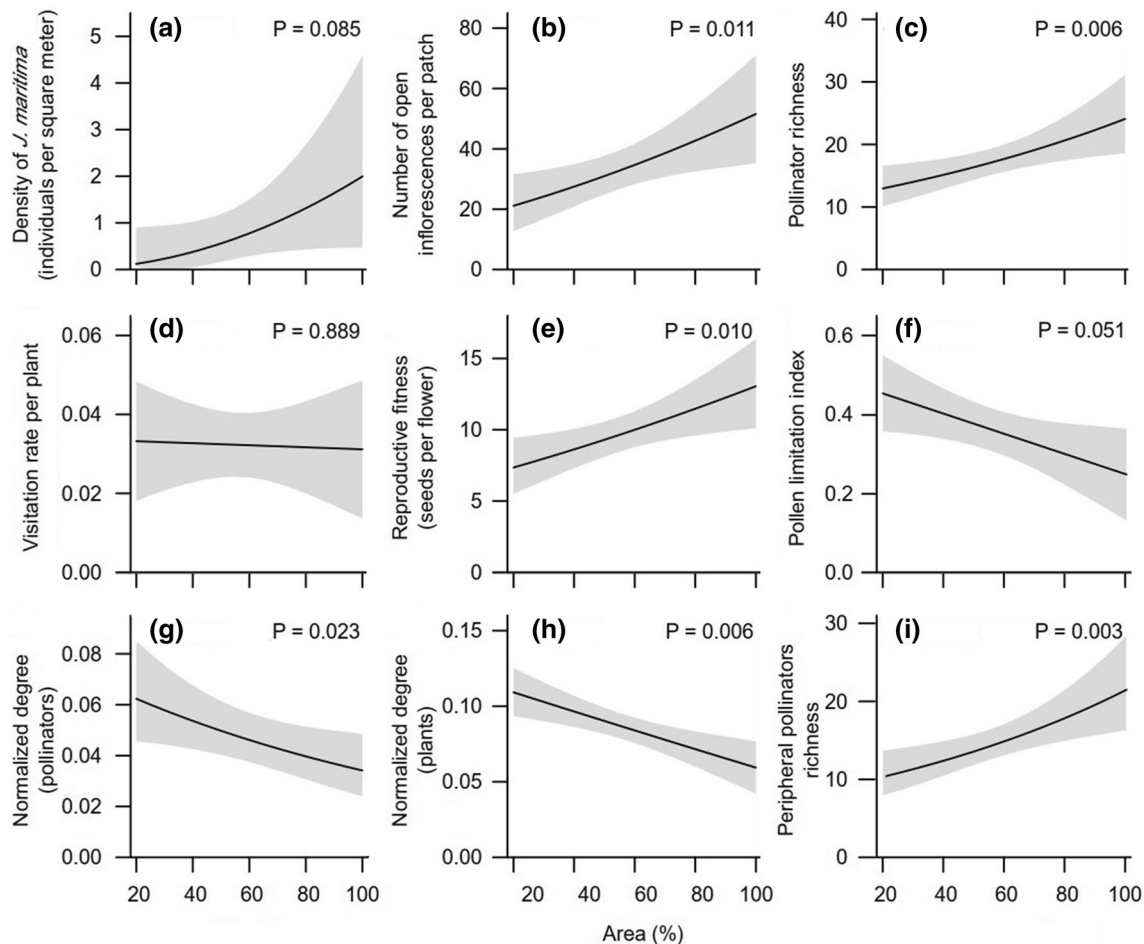 (a)
P = 0.085
Density of J. maritima
(individuals per square meter)
5
4
3
2
1
0
(b)
P = 0.011
Number of open
inflorescences per patch
80
60
40
20
0
(c)
P = 0.006
Pollinator richness
40
30
20
10
0
(d)
P = 0.889
Visitation rate per plant
0.06
0.04
0.02
0.00
(e)
P = 0.010
Reproductive fitness
(seeds per flower)
15
10
5
0
(f)
P = 0.051
Pollen limitation index
0.6
0.4
0.2
0.0
(g)
P = 0.023
Normalized degree
(pollinators)
0.08
0.06
0.04
0.02
0.00
20 40 60 80 100
(h)
P = 0.006
Normalized degree
(plants)
0.15
0.10
0.05
0.00
20 40 60 80 100
(i)
P = 0.003
Peripheral pollinators
richness
30
20
10
0
20 40 60 80 100
Area (%)